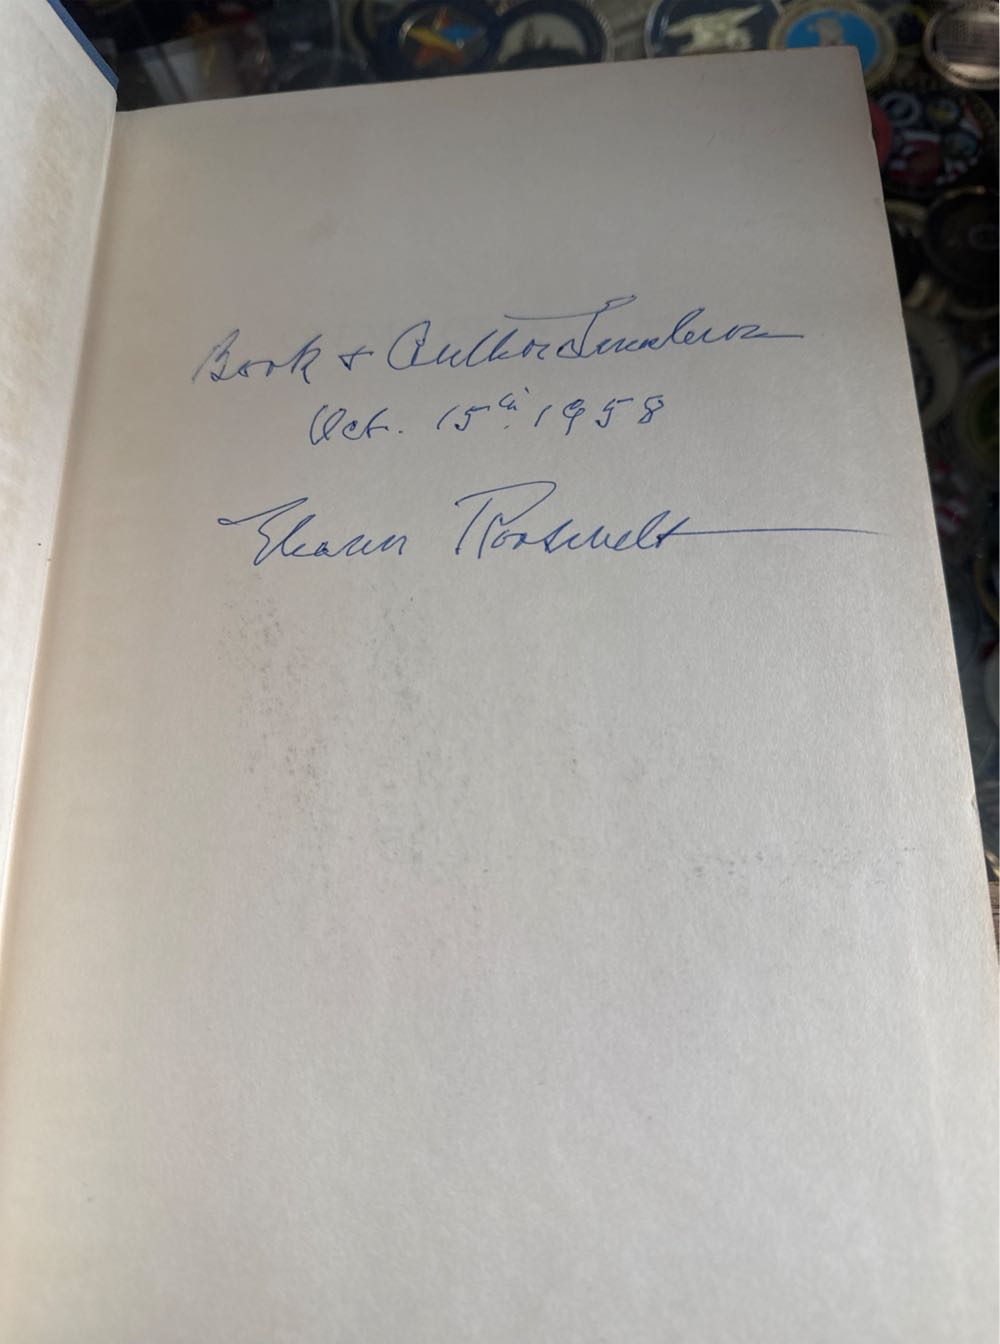 Book & Author Luncheon
Oct. 15th 1958
Eleanor Roosevelt